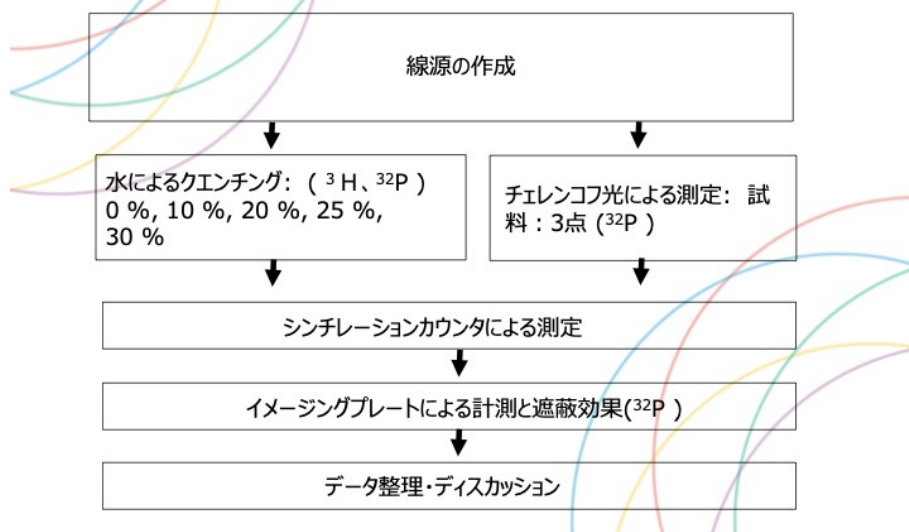 線源の作成
水によるクエンチング: ( ³ H、³²P )
0 %, 10 %, 20 %, 25 %,
30 %
チェレンコフ光による測定: 試
料:3点 (³²P )
シンチレーションカウンタによる測定
イメージングプレートによる計測と遮蔽効果(³²P )
データ整理・ディスカッション